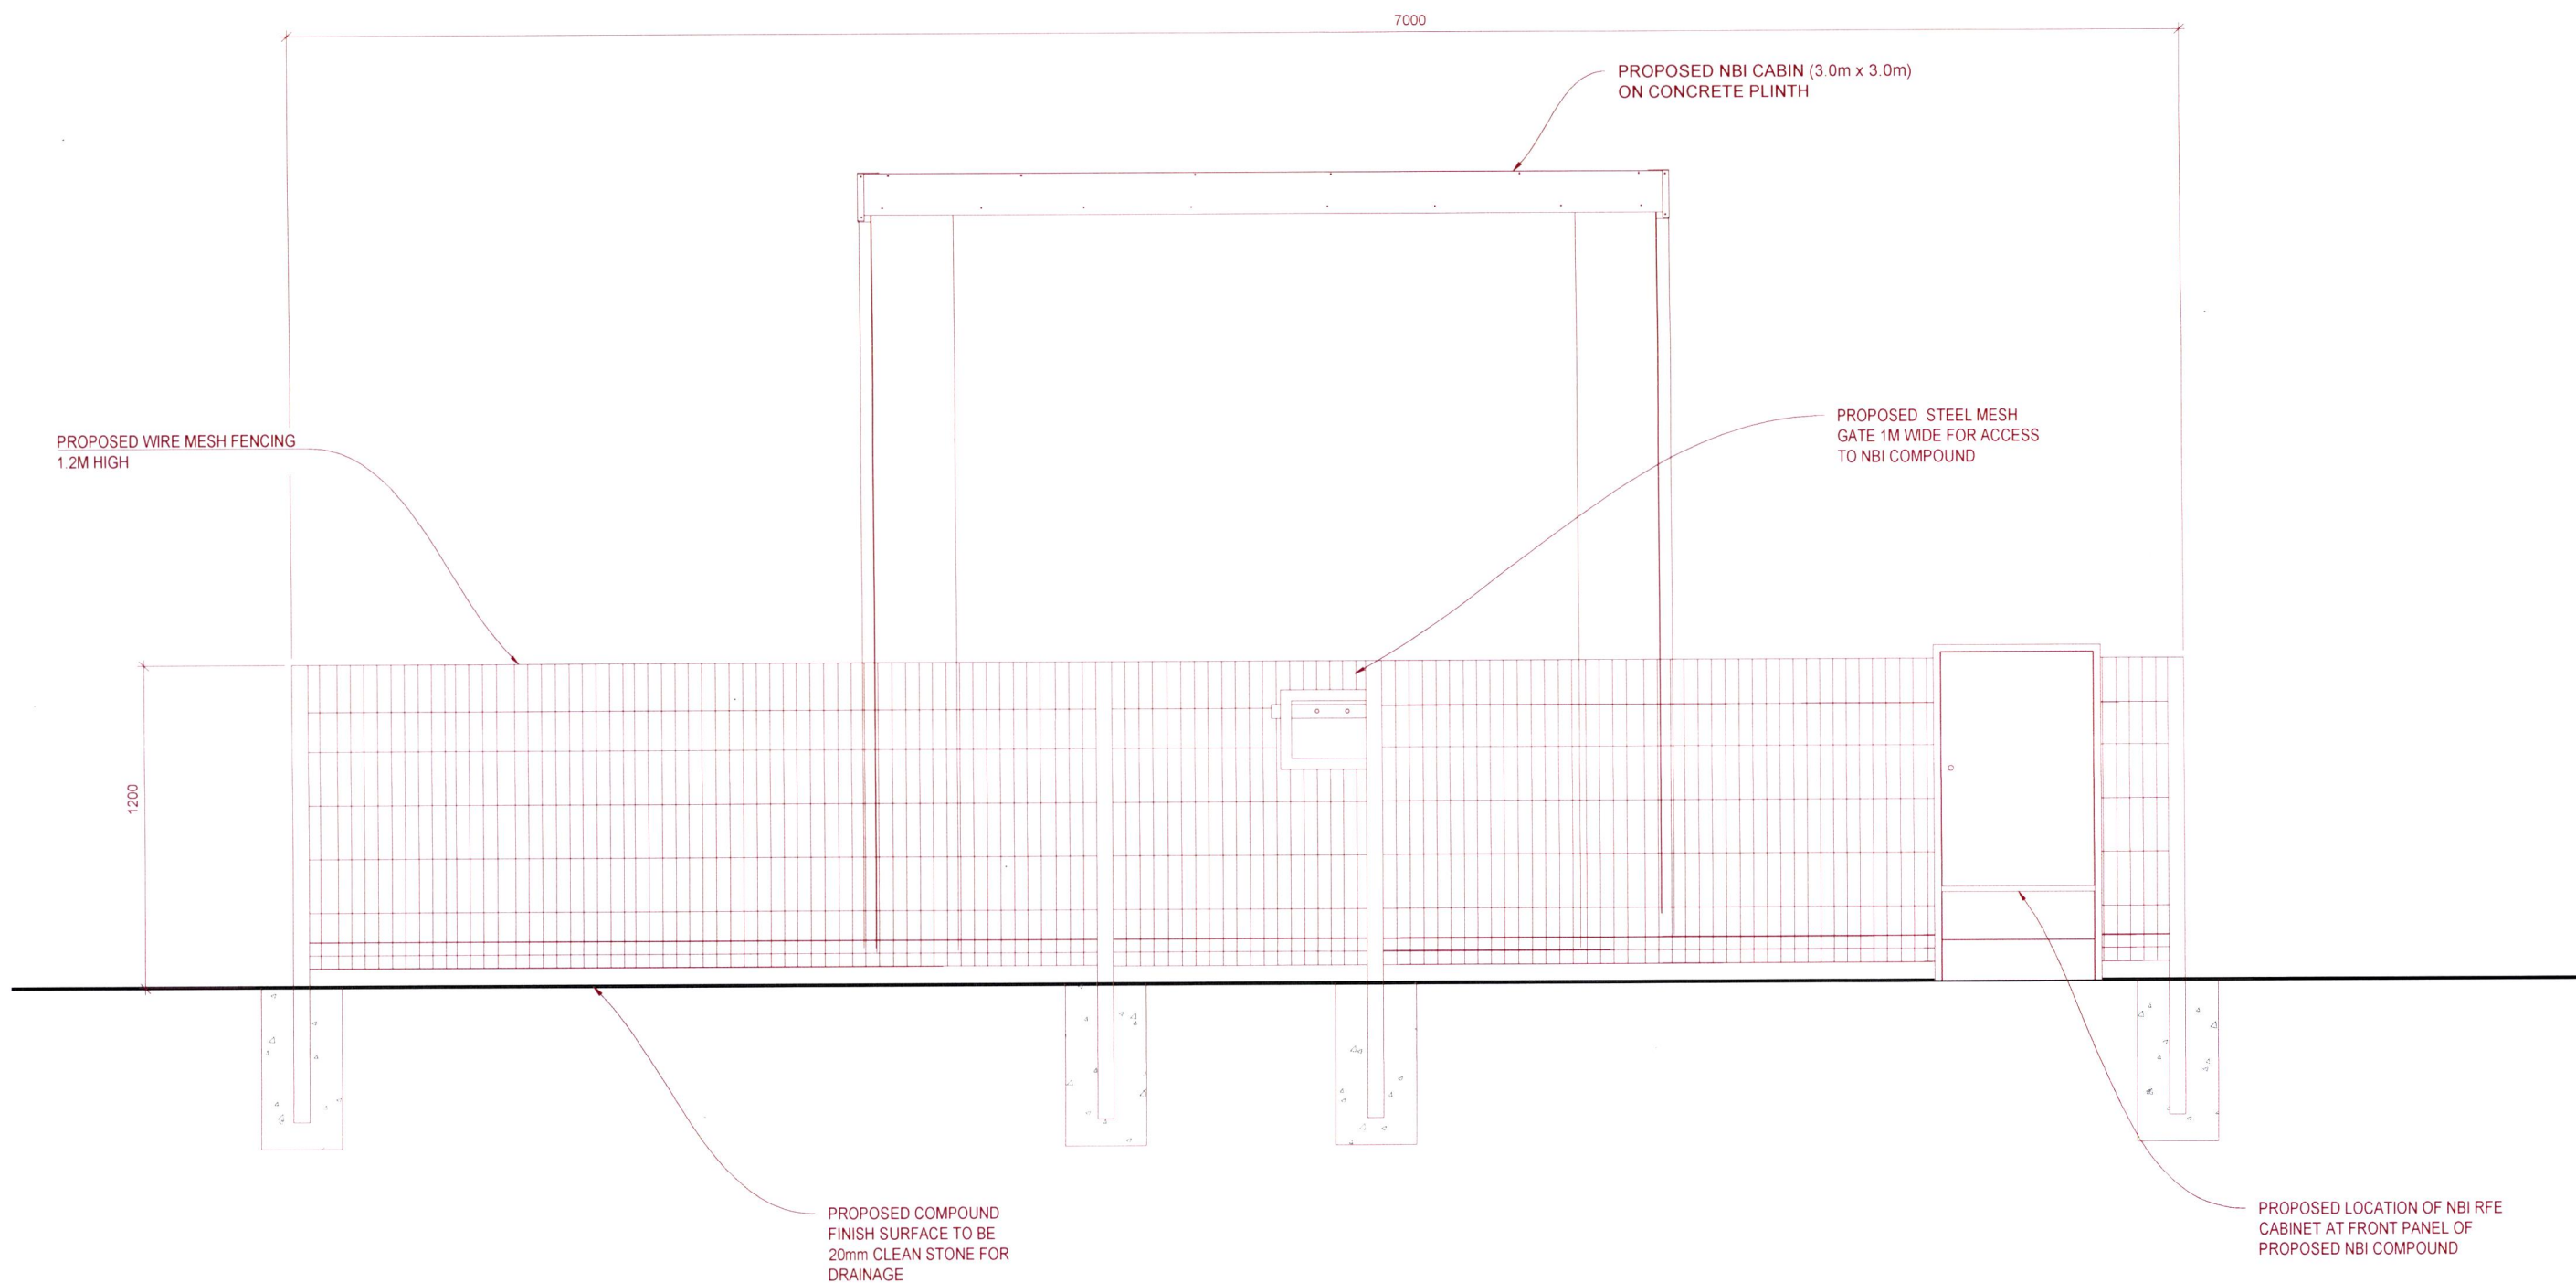 7000
PROPOSED NBI CABIN (3.0m x 3.0m)
ON CONCRETE PLINTH
PROPOSED STEEL MESH
GATE 1M WIDE FOR ACCESS
TO NBI COMPOUND
PROPOSED WIRE MESH FENCING
1.2M HIGH
1200
PROPOSED COMPOUND
FINISH SURFACE TO BE
20mm CLEAN STONE FOR
DRAINAGE
PROPOSED LOCATION OF NBI RFE
CABINET AT FRONT PANEL OF
PROPOSED NBI COMPOUND